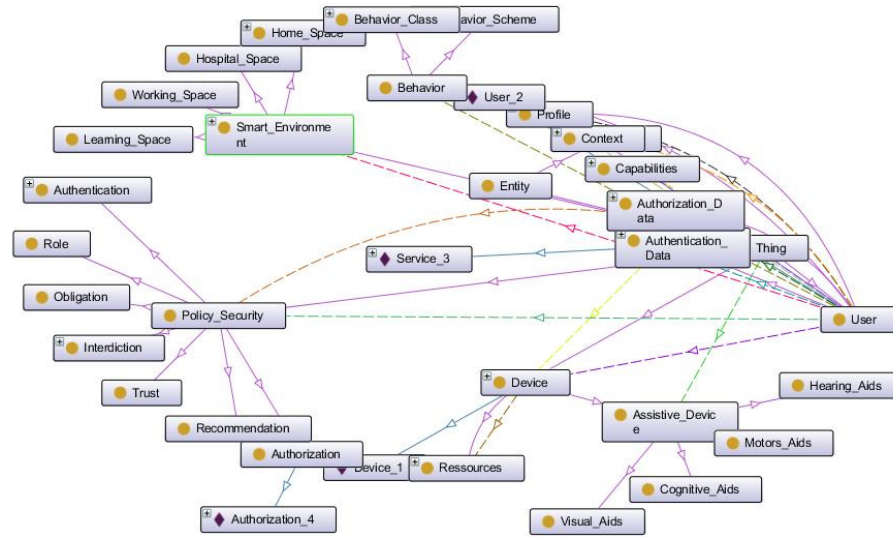 Behavior_Class
avior_Scheme
Home_Space
Hospital_Space
Behavior
Working_Space
User_2
Profile
Smart_Environme
nt
Learning_Space
Context
Capabilities
Entity
Authentication
Authorization_D
ata
Role
Authentication_
Data
Thing
Service_3
Obligation
Policy_Security
User
Interdiction
Device
Hearing_Aids
Trust
Assistive_Devic
e
Recommendation
Motors_Aids
Authorization
Device_1
Ressources
Cognitive_Aids
Authorization_4
Visual_Aids